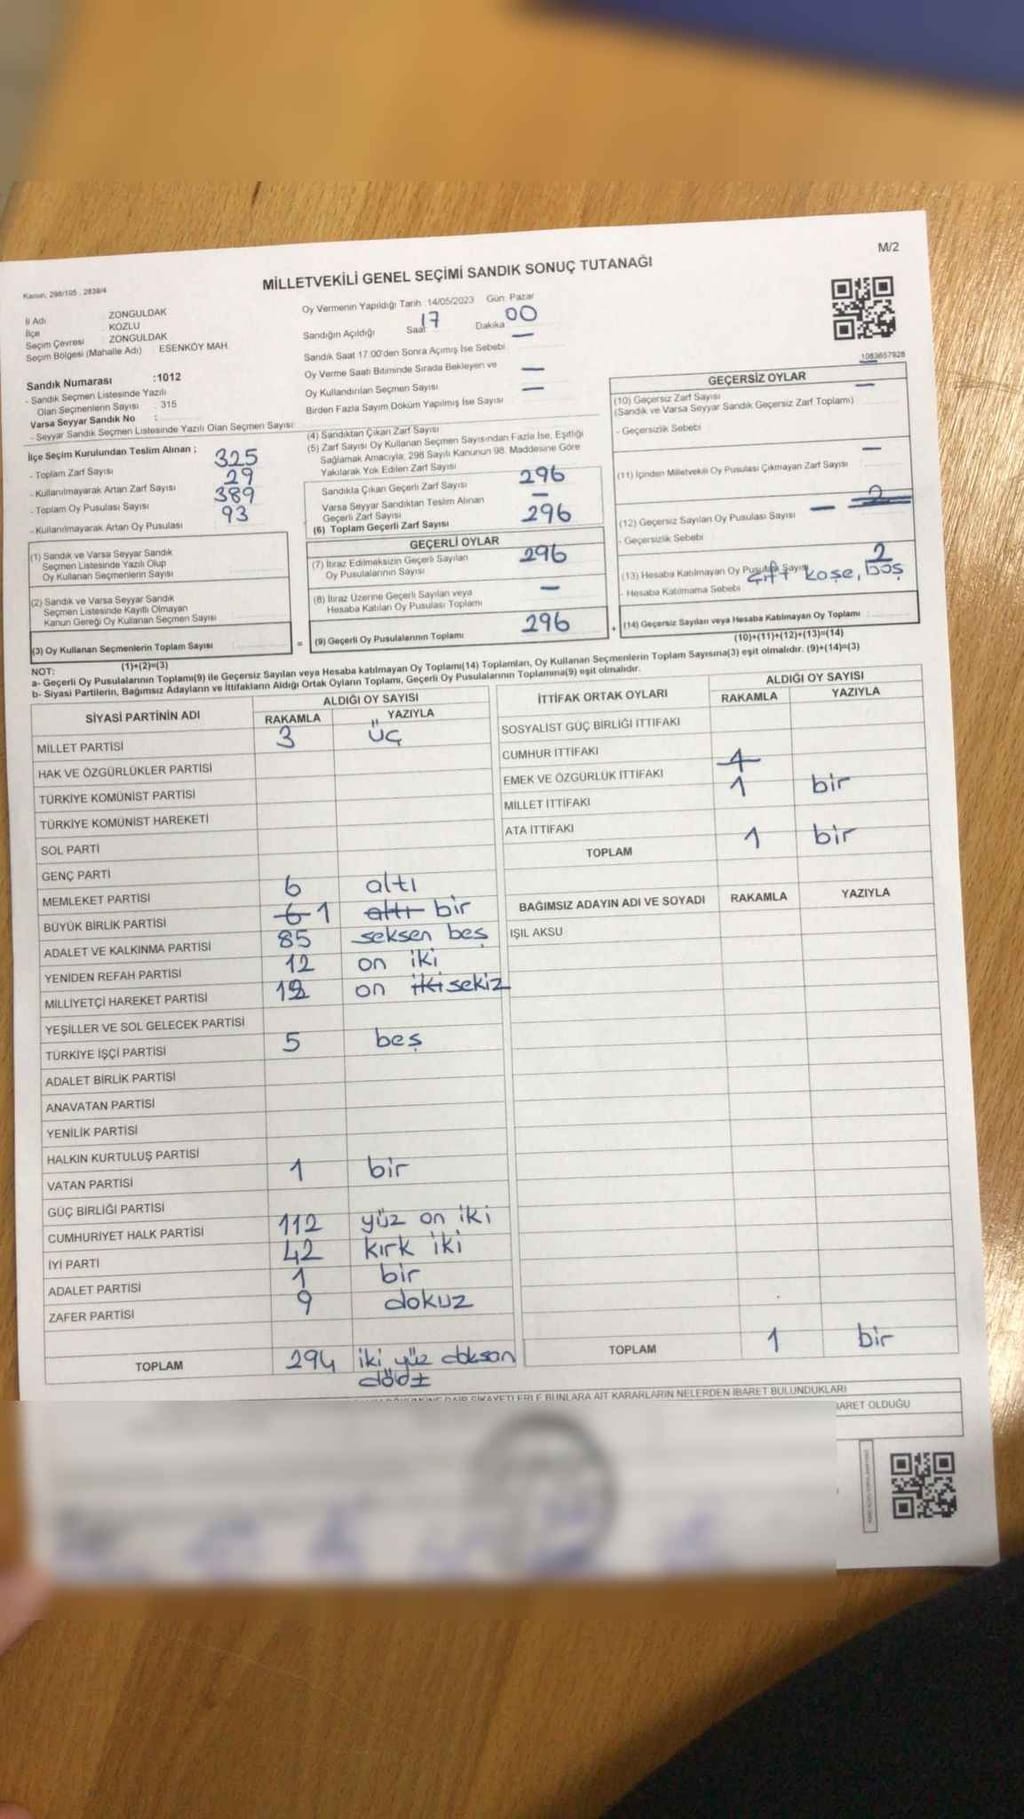 M/2
MİLLETVEKİLİ GENEL SEÇİMİ SANDIK SONUÇ TUTANAĞI
Kanun, 298/105 , 2839/4
İl Adı ZONGULDAK
İlçe KOZLU
Seçim Çevresi ZONGULDAK
Seçim Bölgesi (Mahalle Adı) ESENKÖY MAH.
Sandık Numarası :1012
- Sandık Seçmen Listesinde Yazılı
Olan Seçmenlerin Sayısı : 315
Varsa Seyyar Sandık No :
- Seyyar Sandık Seçmen Listesinde Yazılı Olan Seçmen Sayısı:
İlçe Seçim Kurulundan Teslim Alınan ;
- Toplam Zarf Sayısı 325
- Kullanılmayarak Artan Zarf Sayısı 29
- Toplam Oy Pusulası Sayısı 389
- Kullanılmayarak Artan Oy Pusulası 93
(1) Sandık ve Varsa Seyyar Sandık
Seçmen Listesinde Yazılı Olup
Oy Kullanan Seçmenlerin Sayısı
(2) Sandık ve Varsa Seyyar Sandık
Seçmen Listesinde Kayıtlı Olmayan
Kanun Gereği Oy Kullanan Seçmen Sayısı
(3) Oy Kullanan Seçmenlerin Toplam Sayısı
(1)+(2)=(3)
Oy Vermenin Yapıldığı Tarih :14/05/2023 Gün: Pazar
Sandığın Açıldığı Saat 17 Dakika 00
Sandık Saat 17.00'den Sonra Açılmış İse Sebebi —
Oy Verme Saati Bitiminde Sırada Bekleyen ve
Oy Kullandırılan Seçmen Sayısı —
Birden Fazla Sayım Döküm Yapılmış İse Sayısı —
(4) Sandıktan Çıkan Zarf Sayısı
(5) Zarf Sayısı Oy Kullanan Seçmen Sayısından Fazla İse, Eşitliği
Sağlamak Amacıyla; 298 Sayılı Kanunun 98. Maddesine Göre
Yakılarak Yok Edilen Zarf Sayısı
Sandıkta Çıkan Geçerli Zarf Sayısı 296
Varsa Seyyar Sandıktan Teslim Alınan
Geçerli Zarf Sayısı —
(6) Toplam Geçerli Zarf Sayısı 296
GEÇERLİ OYLAR
(7) İtiraz Edilmeksizin Geçerli Sayılan
Oy Pusulalarının Sayısı 296
(8) İtiraz Üzerine Geçerli Sayılan veya
Hesaba Katılan Oy Pusulası Toplamı —
= (9) Geçerli Oy Pusulalarının Toplamı 296 +
1083657928
GEÇERSİZ OYLAR
(10) Geçersiz Zarf Sayısı —
(Sandık ve Varsa Seyyar Sandık Geçersiz Zarf Toplamı)
- Geçersizlik Sebebi
(11) İçinden Milletvekili Oy Pusulası Çıkmayan Zarf Sayısı —
(12) Geçersiz Sayılan Oy Pusulası Sayısı — 2
- Geçersizlik Sebebi
(13) Hesaba Katılmayan Oy Pusulası Sayısı 2
- Hesaba Katılmama Sebebi çift köşe, boş
(14) Geçersiz Sayılan veya Hesaba Katılmayan Oy Toplamı
(10)+(11)+(12)+(13)=(14)
NOT:
a- Geçerli Oy Pusulalarının Toplamı(9) ile Geçersiz Sayılan veya Hesaba katılmayan Oy Toplamı(14) Toplamları, Oy Kullanan Seçmenlerin Toplam Sayısına(3) eşit olmalıdır. (9)+(14)=(3)
b- Siyasi Partilerin, Bağımsız Adayların ve İttifakların Aldığı Ortak Oyların Toplamı, Geçerli Oy Pusulalarının Toplamına(9) eşit olmalıdır.
SİYASİ PARTİNİN ADI ALDIĞI OY SAYISI
RAKAMLA YAZIYLA
MİLLET PARTİSİ 3 üç
HAK VE ÖZGÜRLÜKLER PARTİSİ
TÜRKİYE KOMÜNİST PARTİSİ
TÜRKİYE KOMÜNİST HAREKETİ
SOL PARTİ
GENÇ PARTİ
MEMLEKET PARTİSİ 6 altı
BÜYÜK BİRLİK PARTİSİ 6 1 altı bir
ADALET VE KALKINMA PARTİSİ 85 seksen beş
YENİDEN REFAH PARTİSİ 12 on iki
MİLLİYETÇİ HAREKET PARTİSİ 18 on iki sekiz
YEŞİLLER VE SOL GELECEK PARTİSİ
TÜRKİYE İŞÇİ PARTİSİ 5 beş
ADALET BİRLİK PARTİSİ
ANAVATAN PARTİSİ
YENİLİK PARTİSİ
HALKIN KURTULUŞ PARTİSİ
VATAN PARTİSİ 1 bir
GÜÇ BİRLİĞİ PARTİSİ
CUMHURİYET HALK PARTİSİ 112 yüz on iki
İYİ PARTİ 42 kırk iki
ADALET PARTİSİ 1 bir
ZAFER PARTİSİ 9 dokuz
TOPLAM 294 iki yüz doksan
dödt
İTTİFAK ORTAK OYLARI ALDIĞI OY SAYISI
RAKAMLA YAZIYLA
SOSYALİST GÜÇ BİRLİĞİ İTTİFAKI
CUMHUR İTTİFAKI 1
EMEK VE ÖZGÜRLÜK İTTİFAKI 1 bir
MİLLET İTTİFAKI
ATA İTTİFAKI 1 bir
TOPLAM
BAĞIMSIZ ADAYIN ADI VE SOYADI RAKAMLA YAZIYLA
IŞIL AKSU
TOPLAM 1 bir
DAİR ŞİKAYETLERLE BUNLARA AİT KARARLARIN NELERDEN İBARET BULUNDUKLARI
İBARET OLDUĞU